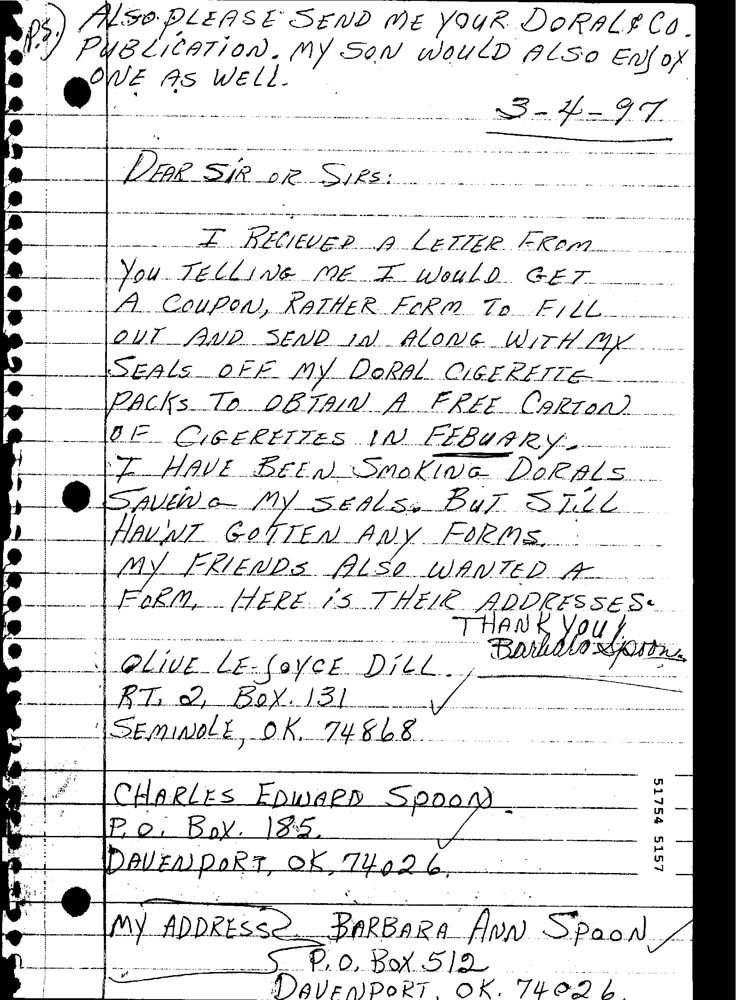 P.S.) ALSO PLEASE SEND ME YOUR DORAL & CO.
PUBLICATION. MY SON WOULD ALSO ENJOY
ONE AS WELL.
3-4-97
DEAR SIR OR SIRS:
I RECIEVED A LETTER FROM
YOU TELLING ME I WOULD GET
A COUPON, RATHER FORM TO FILL
OUT AND SEND IN ALONG WITH MY
SEALS OFF MY DORAL CIGERETTE
PACKS TO OBTAIN A FREE CARTON
OF CIGERETTES IN FEBUARY.
I HAVE BEEN SMOKING DORALS
SAVEING MY SEALS. BUT STILL
HAV'NT GOTTEN ANY FORMS.
MY FRIENDS ALSO WANTED A
FORM. HERE IS THEIR ADDRESSES.
THANK YOU!
Barbara Spoon
OLIVE LE-JOYCE DILL.
RT. 2, BOX. 131
SEMINOLE, OK. 74868
CHARLES EDWARD SPOON.
P.O. BOX. 185.
DAVENPORT, OK, 74026.
51754 5157
MY ADDRESS BARBARA ANN SPOON
P.O. BOX 512
DAVENPORT, OK. 74026.